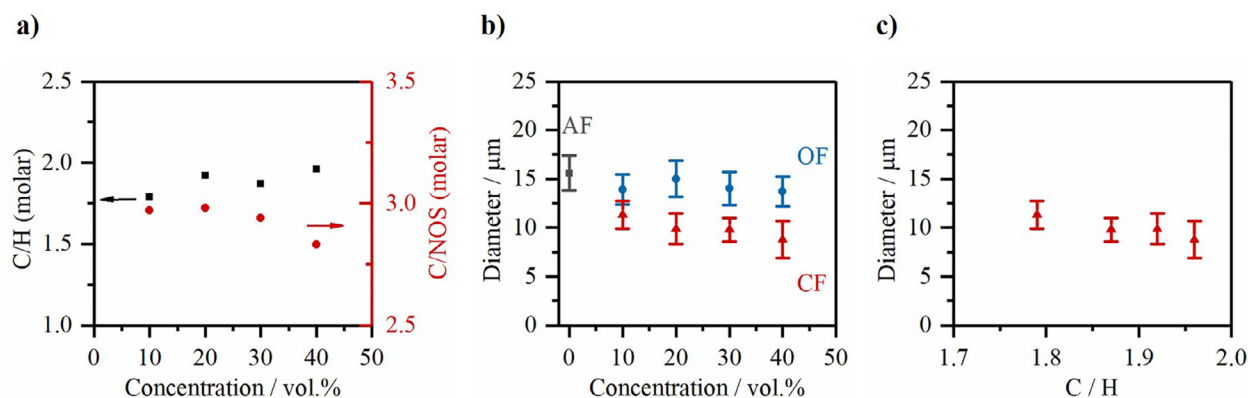 a)
2.5
2.0
1.5
1.0
C/H (molar)
3.5
3.0
2.5
C/NOS (molar)
0 10 20 30 40 50
Concentration / vol.%
b)
25
20
15
10
5
0
Diameter / μm
AF
OF
CF
0 10 20 30 40 50
Concentration / vol.%
c)
25
20
15
10
5
0
Diameter / μm
1.7 1.8 1.9 2.0
C / H